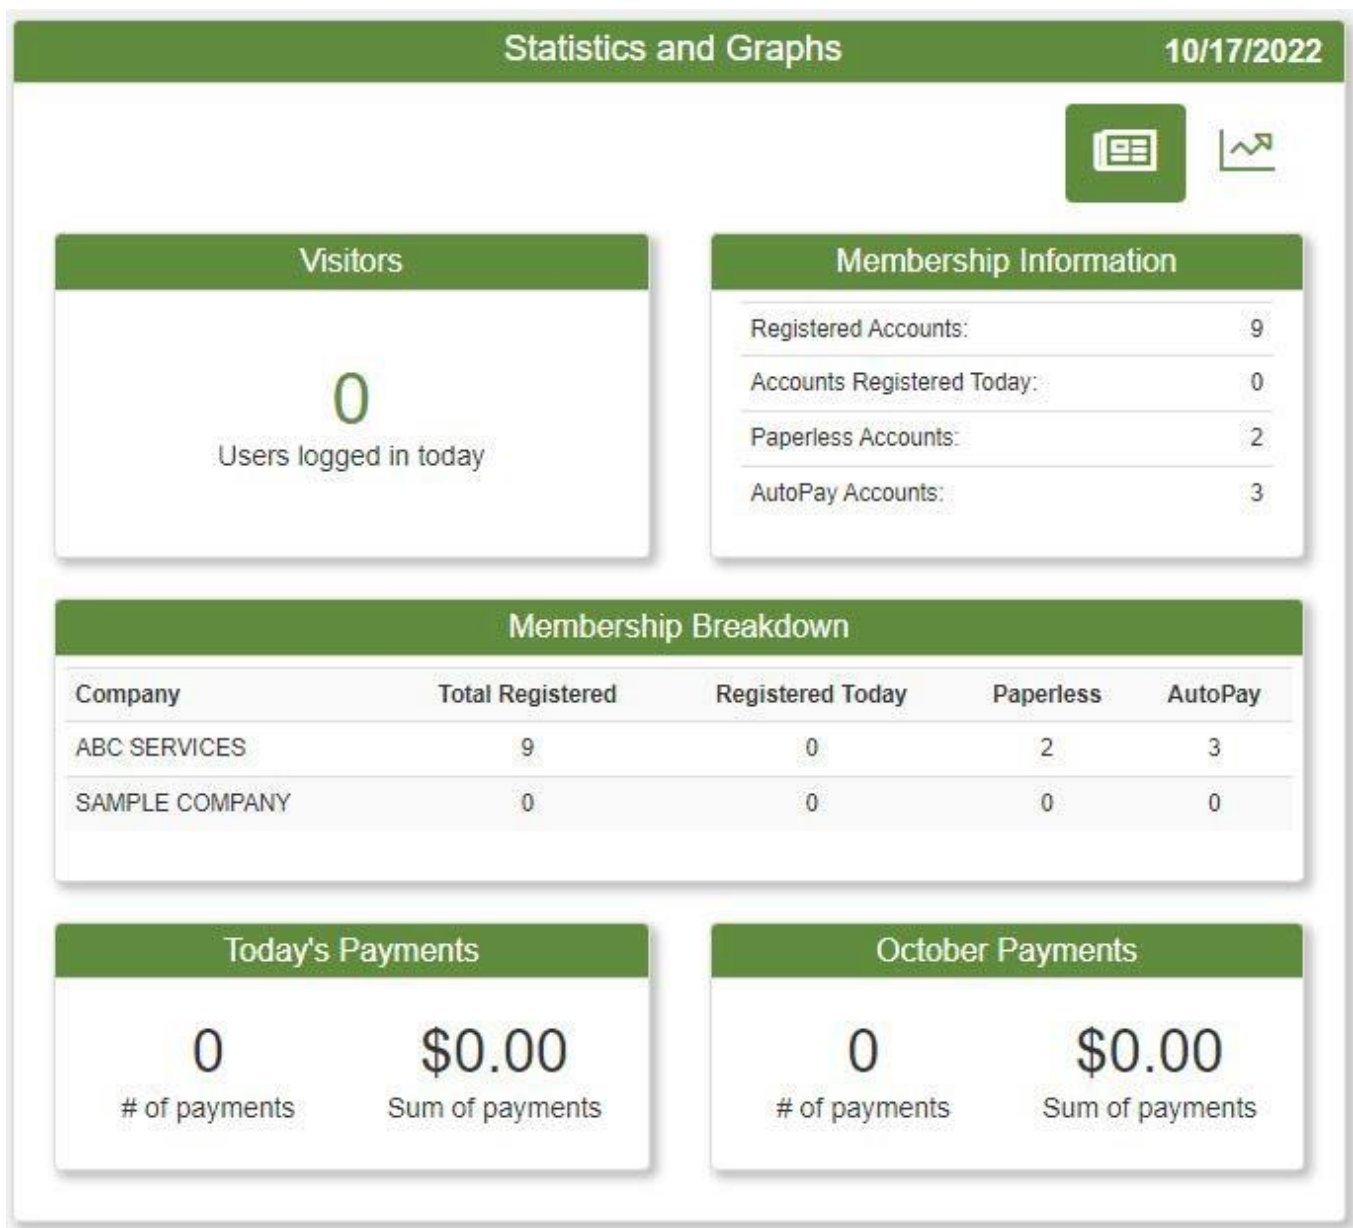 Statistics and Graphs 10/17/2022
Visitors
0
Users logged in today
Membership Information
Registered Accounts: 9
Accounts Registered Today: 0
Paperless Accounts: 2
AutoPay Accounts: 3
Membership Breakdown
Company Total Registered Registered Today Paperless AutoPay
ABC SERVICES 9 0 2 3
SAMPLE COMPANY 0 0 0 0
Today's Payments
0 $0.00
# of payments Sum of payments
October Payments
0 $0.00
# of payments Sum of payments